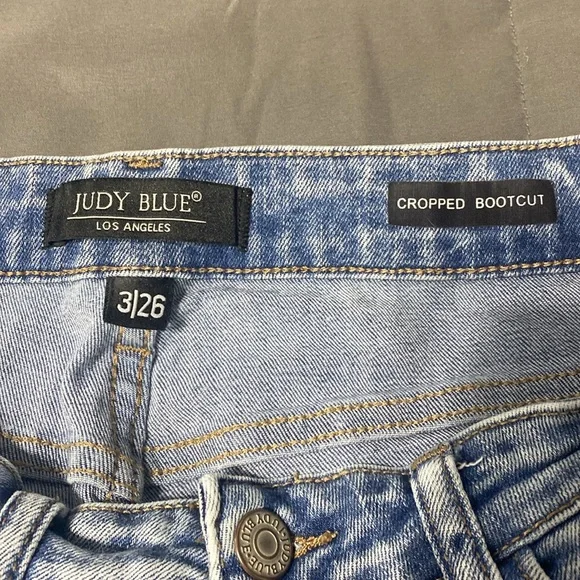 JUDY BLUE®
LOS ANGELES
CROPPED BOOTCUT
3|26
JUDY BLUE